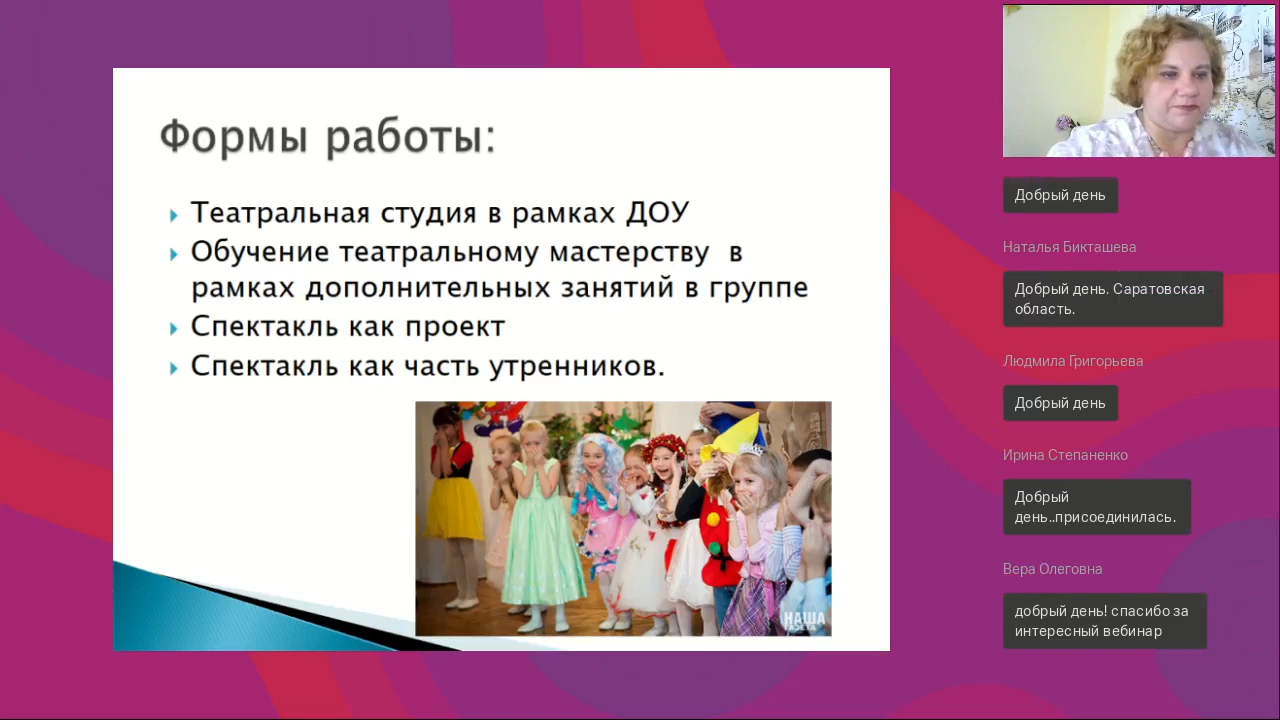 Формы работы:
Театральная студия в рамках ДОУ
Обучение театральному мастерству в
рамках дополнительных занятий в группе
Спектакль как проект
Спектакль как часть утренников.
НАША
ГАЗЕТА
Добрый день
Наталья Бикташева
Добрый день. Саратовская
область.
Людмила Григорьева
Добрый день
Ирина Степаненко
Добрый
день..присоединилась.
Вера Олеговна
добрый день! спасибо за
интересный вебинар